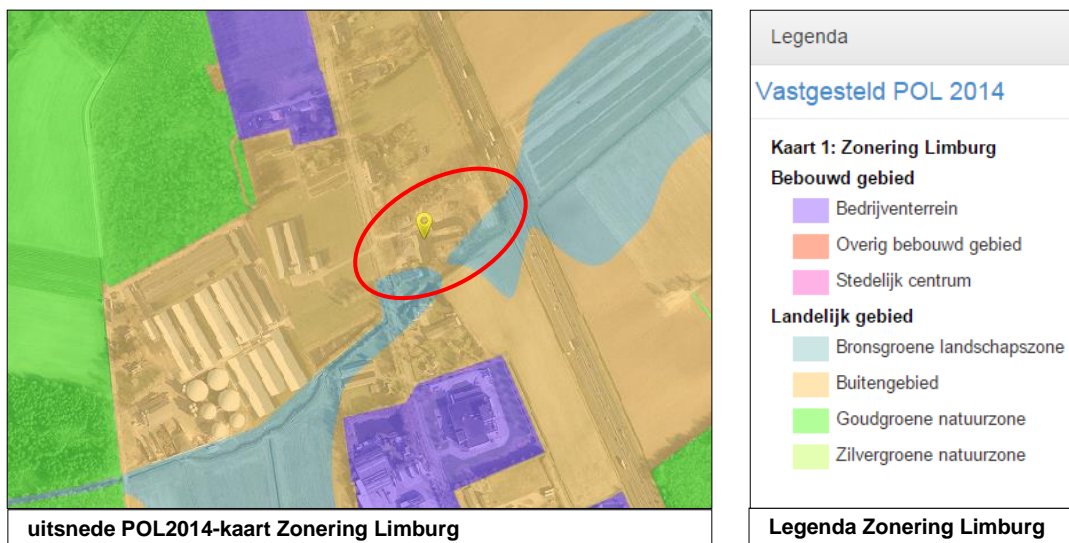 uitsnede POL2014-kaart Zonering Limburg
Legenda
Vastgesteld POL 2014
Kaart 1: Zonering Limburg
Bebouwd gebied
Bedrijventerrein
Overig bebouwd gebied
Stedelijk centrum
Landelijk gebied
Bronsgroene landschapszone
Buitengebied
Goudgroene natuurzone
Zilvergroene natuurzone
Legenda Zonering Limburg